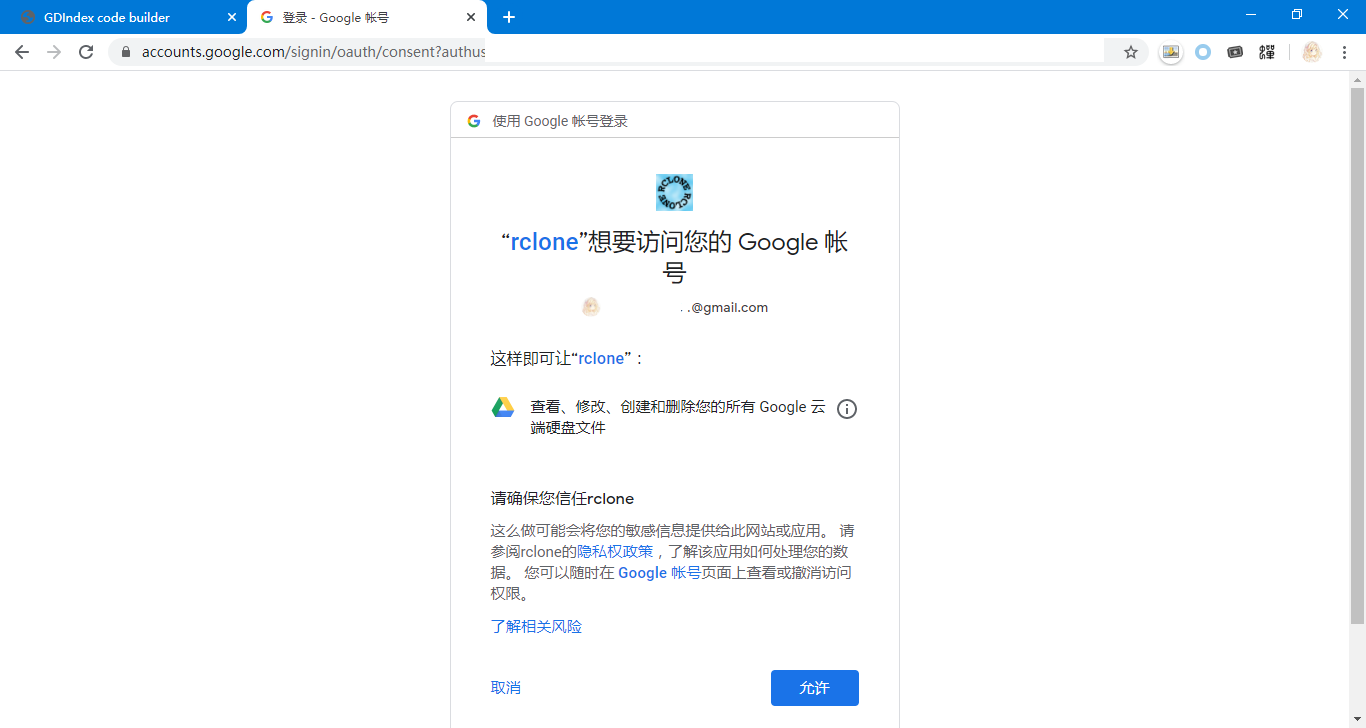 GDIndex code builder
登录 - Google 帐号
accounts.google.com/signin/oauth/consent?authus
使用 Google 帐号登录
RCLONE RCLONE
“rclone”想要访问您的 Google 帐
号
@gmail.com
这样即可让“rclone”：
查看、修改、创建和删除您的所有 Google 云
端硬盘文件
请确保您信任rclone
这么做可能会将您的敏感信息提供给此网站或应用。 请
参阅rclone的隐私权政策，了解该应用如何处理您的数
据。 您可以随时在 Google 帐号页面上查看或撤消访问
权限。
了解相关风险
取消
允许